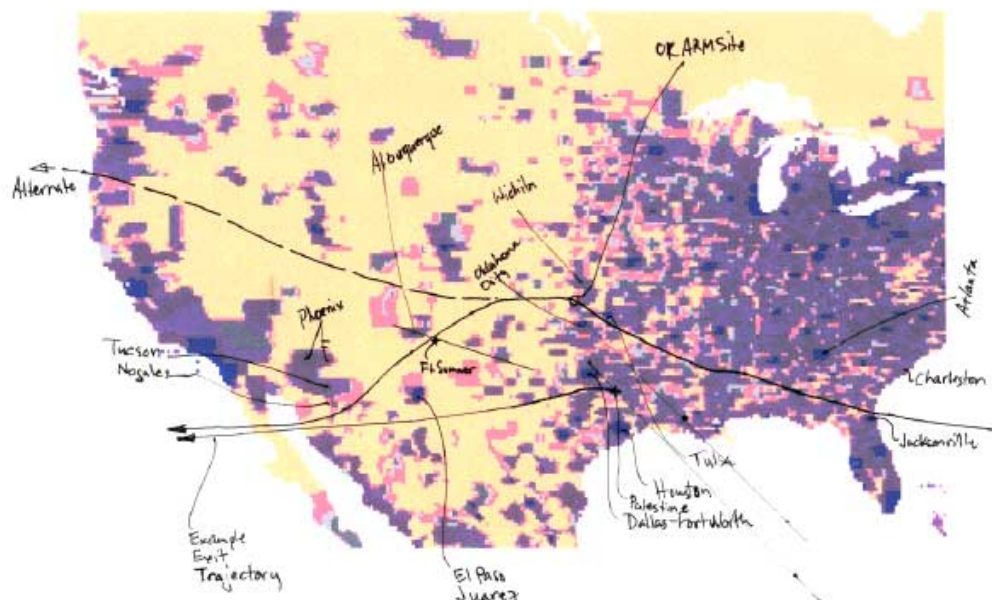 OK ARM Site
Albuquerque
Alternate
Wichita
Oklahoma
City
Atlanta
Phoenix
Tucson
Nogales
Ft Sumner
Charleston
Jacksonville
Tulsa
Houston
Palestine
Dallas-Fort Worth
Example
Exit
Trajectory
El Paso
Juarez